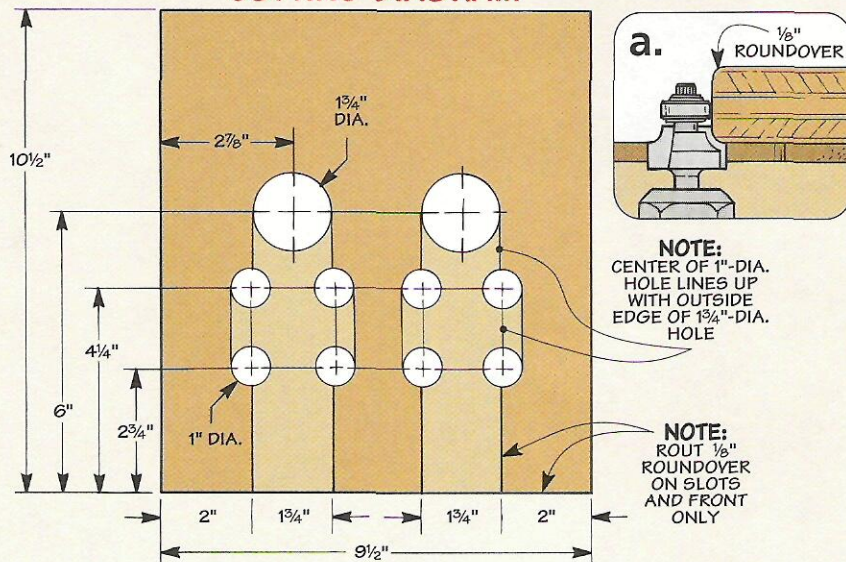 10½"
2⅞"
1¾"
DIA.
6"
4¼"
2¾"
1" DIA.
2"
1¾"
1¾"
2"
9½"
a.
⅛"
ROUNDOVER
NOTE:
CENTER OF 1"-DIA.
HOLE LINES UP
WITH OUTSIDE
EDGE OF 1¾"-DIA.
HOLE
NOTE:
ROUT ⅛"
ROUNDOVER
ON SLOTS
AND FRONT
ONLY